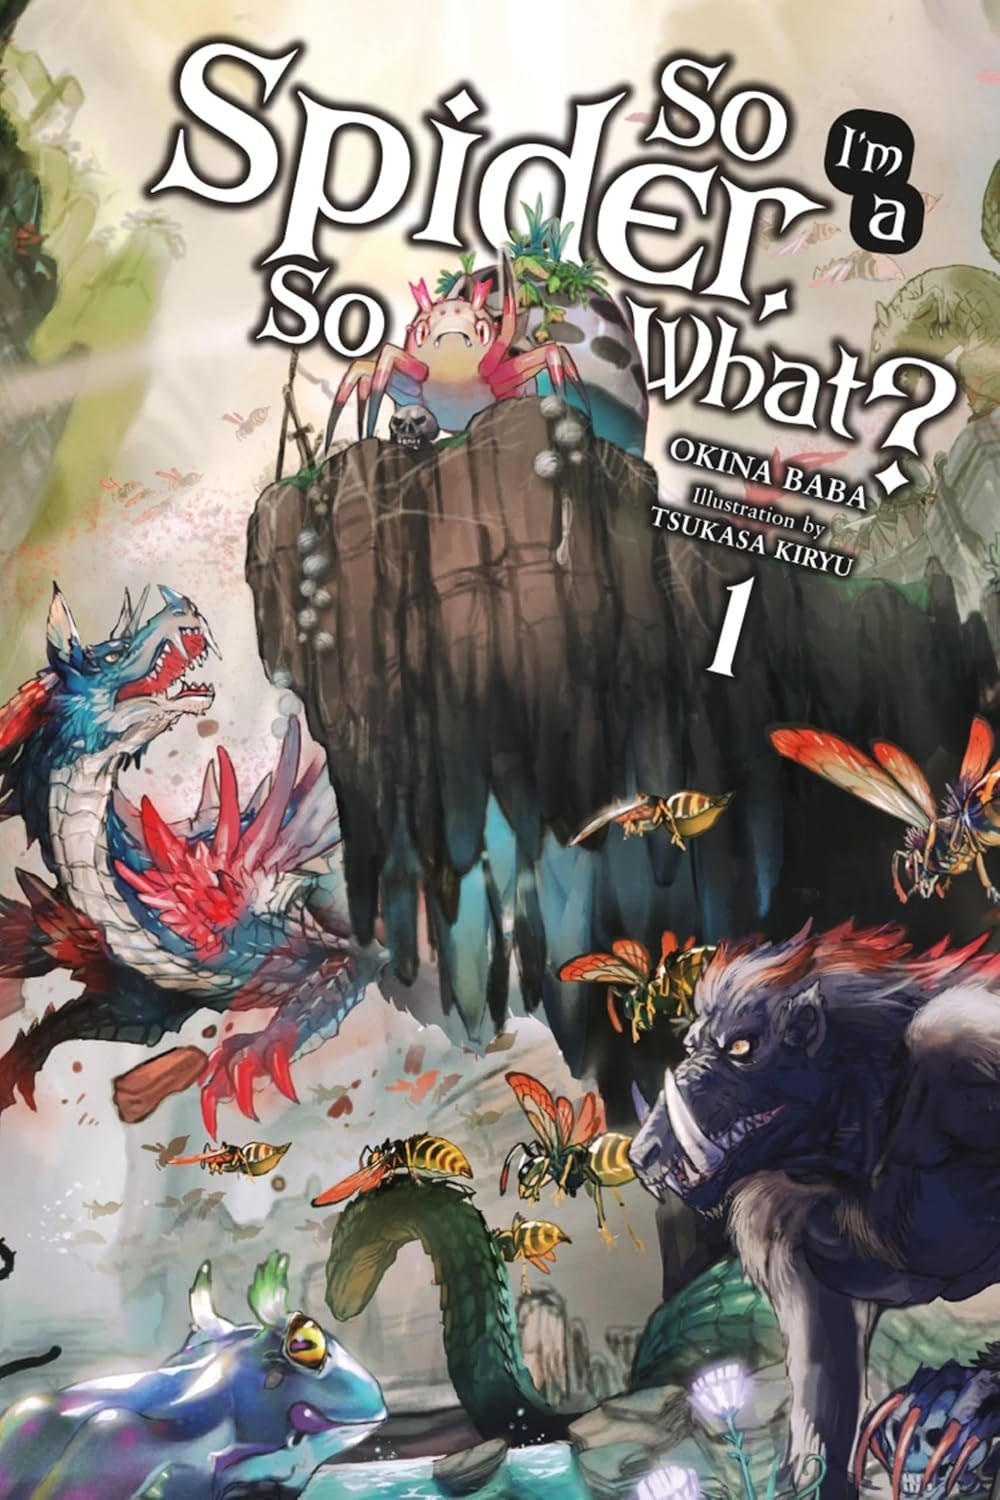 So
I'm
a
Spider,
So
What?
OKINA BABA
Illustration by
TSUKASA KIRYU
1